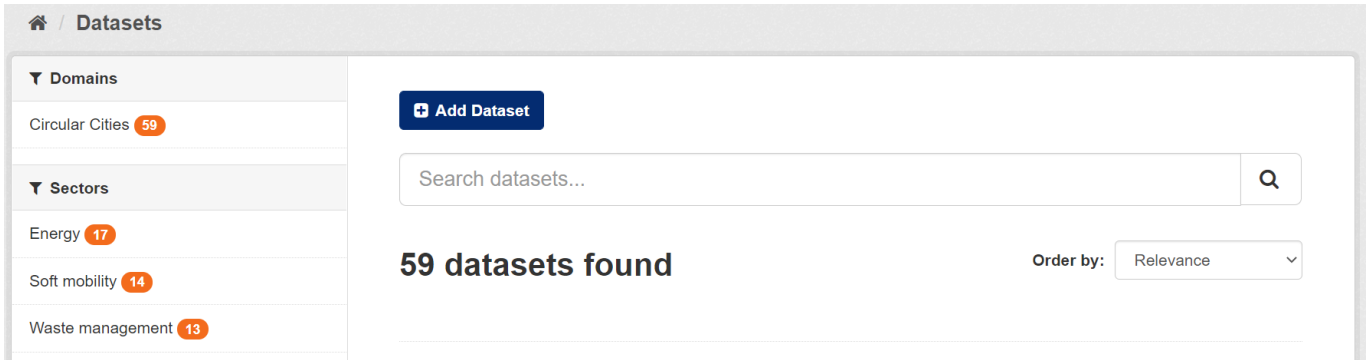 / Datasets
Domains
Circular Cities 59
Sectors
Energy 17
Soft mobility 14
Waste management 13
Add Dataset
Search datasets...
59 datasets found
Order by: Relevance